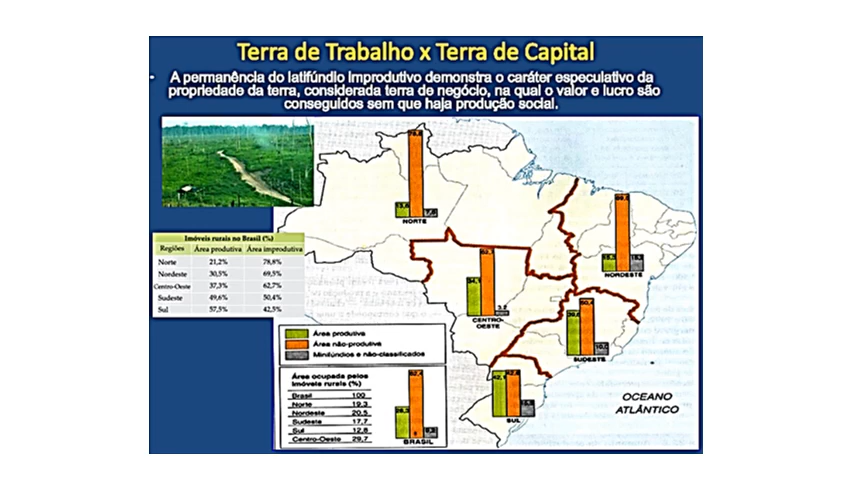 Terra de Trabalho x Terra de Capital
• A permanência do latifúndio improdutivo demonstra o caráter especulativo da
propriedade da terra, considerada terra de negócio, na qual o valor e lucro são
conseguidos sem que haja produção social.
Imóveis rurais no Brasil (%)
Regiões Área produtiva Área improdutiva
Norte 21,2% 78,8%
Nordeste 30,5% 69,5%
Centro-Oeste 37,3% 62,7%
Sudeste 49,6% 50,4%
Sul 57,5% 42,5%
NORTE
NORDESTE
CENTRO-
OESTE
SUDESTE
SUL
Área produtiva
Área não-produtiva
Minifúndios e não-classificados
Área ocupada pelos
imóveis rurais (%)
Brasil 100
Norte 19,3
Nordeste 20,5
Sudeste 17,7
Sul 12,8
Centro-Oeste 29,7
BRASIL
OCEANO
ATLÂNTICO